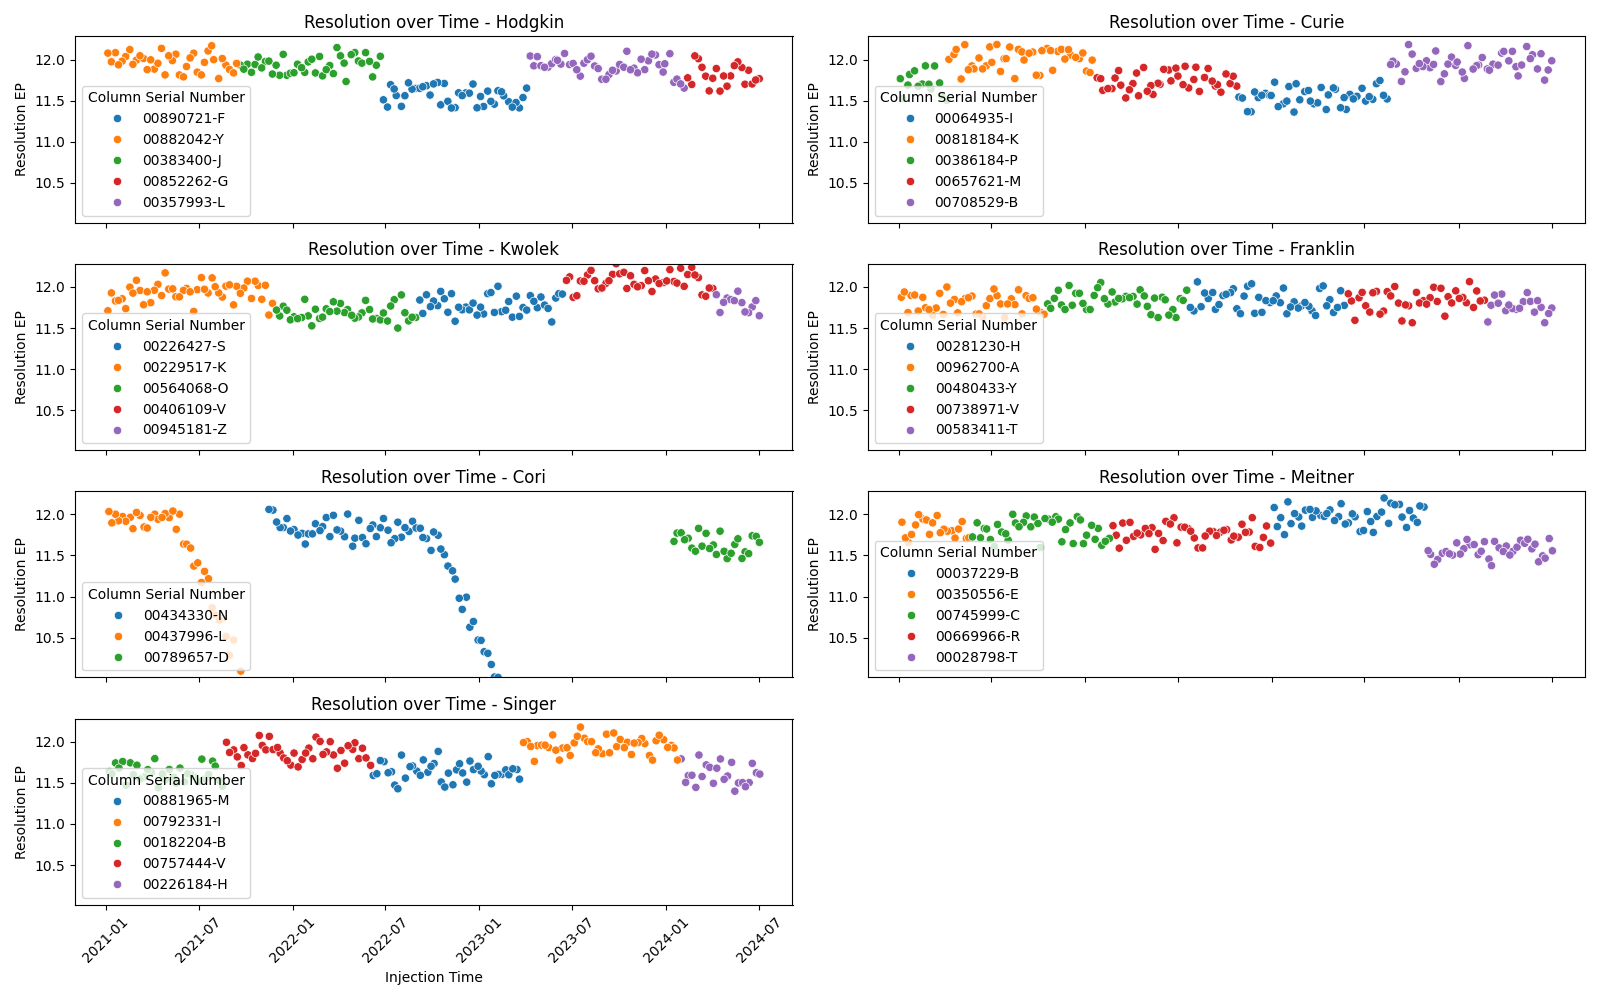 Resolution over Time - Hodgkin
Resolution EP
12.0
11.5
11.0
10.5
Column Serial Number
00890721-F
00882042-Y
00383400-J
00852262-G
00357993-L
Resolution over Time - Curie
Resolution EP
12.0
11.5
11.0
10.5
Column Serial Number
00064935-I
00818184-K
00386184-P
00657621-M
00708529-B
Resolution over Time - Kwolek
Resolution EP
12.0
11.5
11.0
10.5
Column Serial Number
00226427-S
00229517-K
00564068-O
00406109-V
00945181-Z
Resolution over Time - Franklin
Resolution EP
12.0
11.5
11.0
10.5
Column Serial Number
00281230-H
00962700-A
00480433-Y
00738971-V
00583411-T
Resolution over Time - Cori
Resolution EP
12.0
11.5
11.0
10.5
Column Serial Number
00434330-N
00437996-L
00789657-D
Resolution over Time - Meitner
Resolution EP
12.0
11.5
11.0
10.5
Column Serial Number
00037229-B
00350556-E
00745999-C
00669966-R
00028798-T
Resolution over Time - Singer
Resolution EP
12.0
11.5
11.0
10.5
Column Serial Number
00881965-M
00792331-I
00182204-B
00757444-V
00226184-H
2021-01
2021-07
2022-01
2022-07
2023-01
2023-07
2024-01
2024-07
Injection Time